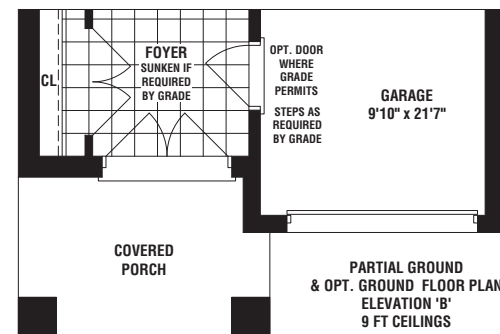 FOYER
SUNKEN IF
REQUIRED
BY GRADE
CL
OPT. DOOR
WHERE
GRADE
PERMITS
STEPS AS
REQUIRED
BY GRADE
GARAGE
9'10" x 21'7"
COVERED
PORCH
PARTIAL GROUND
& OPT. GROUND FLOOR PLAN
ELEVATION 'B'
9 FT CEILINGS